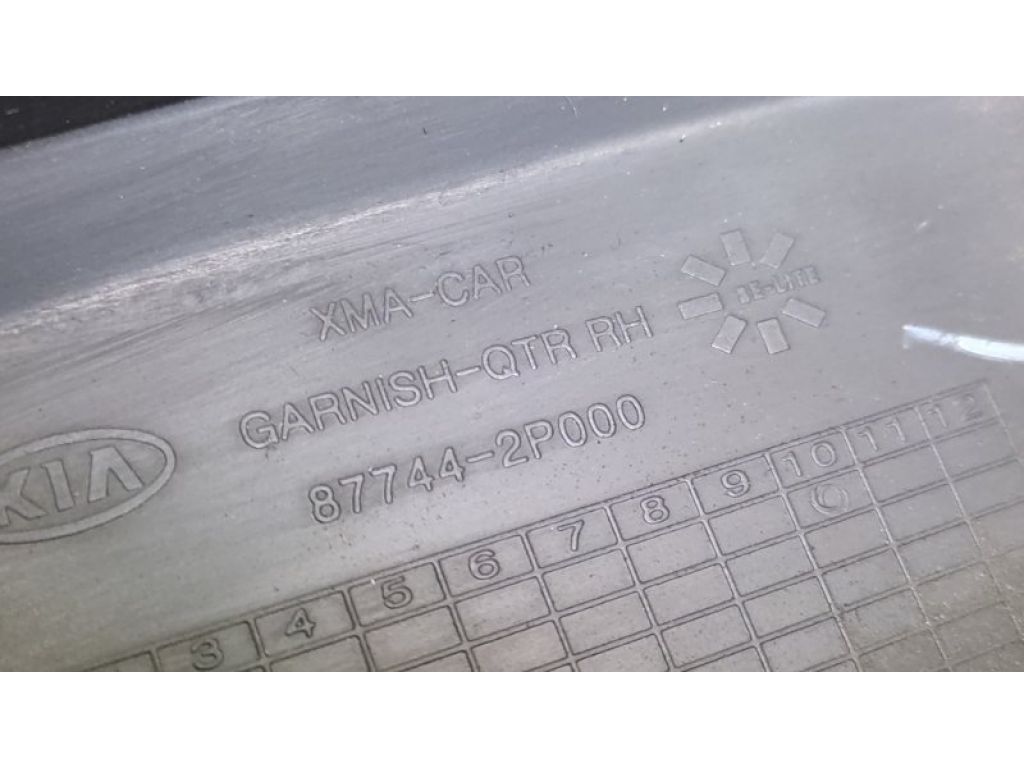 XMA-CAR
GARNISH-QTR RH
87744-2P000
KIA
3 4 5 6 7 8 9 10 11 12